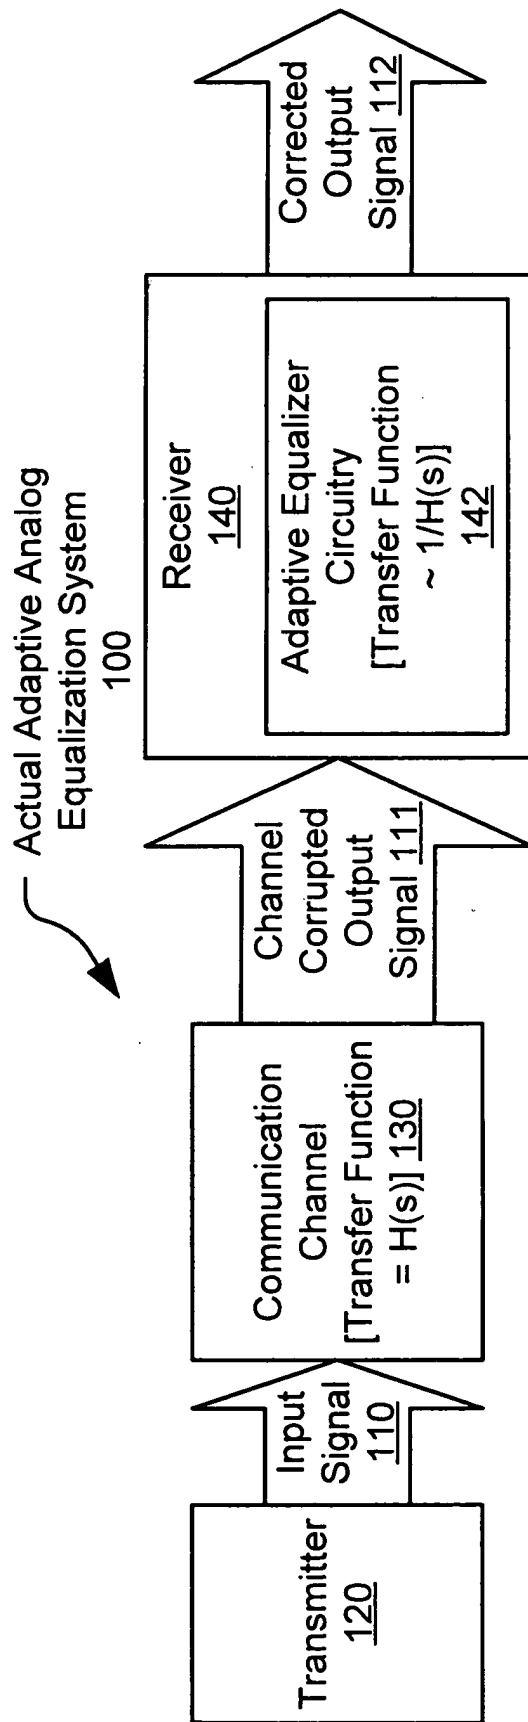 Actual Adaptive Analog
Equalization System
100
Transmitter
120
Input
Signal
110
Communication
Channel
[Transfer Function
= H(s)] 130
Channel
Corrupted
Output
Signal 111
Receiver
140
Adaptive Equalizer
Circuitry
[Transfer Function
~ 1/H(s)]
142
Corrected
Output
Signal 112